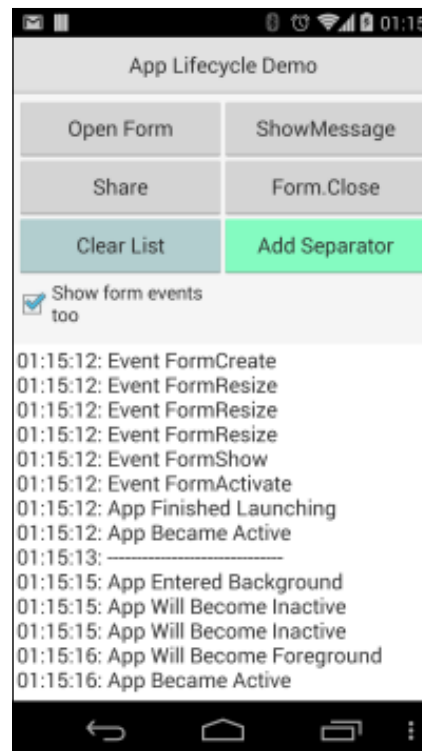 01:15
App Lifecycle Demo
Open Form
ShowMessage
Share
Form.Close
Clear List
Add Separator
Show form events
too
01:15:12: Event FormCreate
01:15:12: Event FormResize
01:15:12: Event FormResize
01:15:12: Event FormResize
01:15:12: Event FormShow
01:15:12: Event FormActivate
01:15:12: App Finished Launching
01:15:12: App Became Active
01:15:13: ------------------------------
01:15:15: App Entered Background
01:15:15: App Will Become Inactive
01:15:15: App Will Become Inactive
01:15:16: App Will Become Foreground
01:15:16: App Became Active